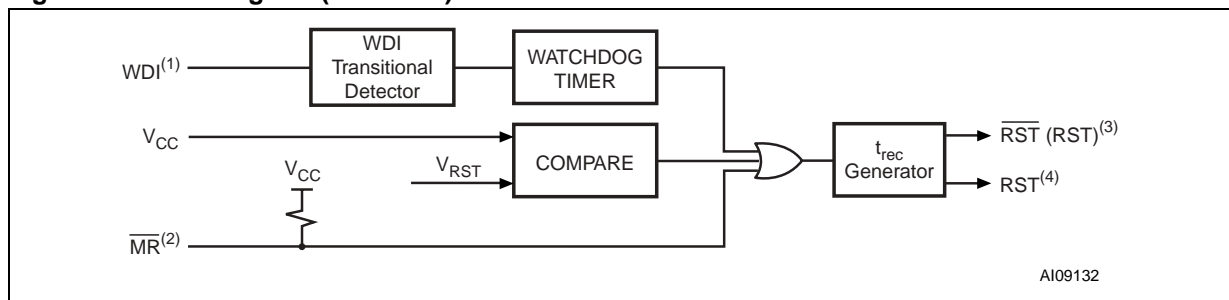 WDI(1)
WDI
Transitional
Detector
WATCHDOG
TIMER
VCC
VRST
COMPARE
VCC
MR(2)
trec
Generator
RST (RST)(3)
RST(4)
AI09132